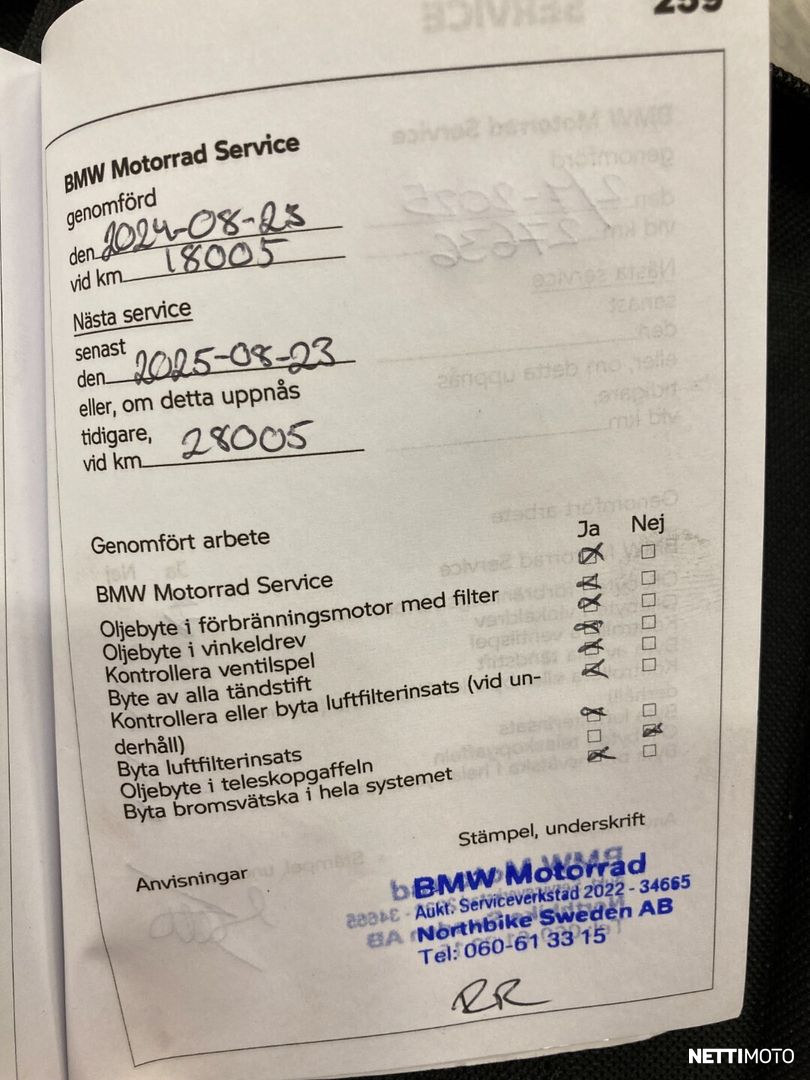 259
BMW Motorrad Service
genomförd
den 2024-08-23
vid km 18005
Nästa service
senast
den 2025-08-23
eller, om detta uppnås
tidigare,
vid km 28005
Genomfört arbete
Ja Nej
BMW Motorrad Service
Oljebyte i förbränningsmotor med filter
Oljebyte i vinkeldrev
Kontrollera ventilspel
Byte av alla tändstift
Kontrollera eller byta luftfilterinsats (vid un-
derhåll)
Byta luftfilterinsats
Oljebyte i teleskopgaffeln
Byta bromsvätska i hela systemet
Stämpel, underskrift
Anvisningar
BMW Motorrad
Aukt. Serviceverkstad 2022 - 34665
Northbike Sweden AB
Tel: 060-61 33 15
RR
NETTIMOTO